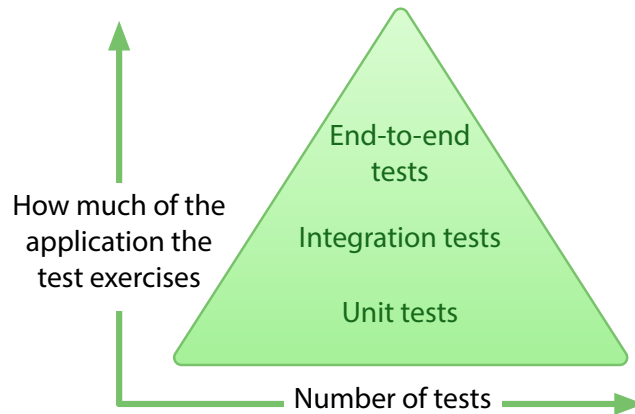 End-to-end
tests
How much of the
application the
test exercises
Integration tests
Unit tests
Number of tests